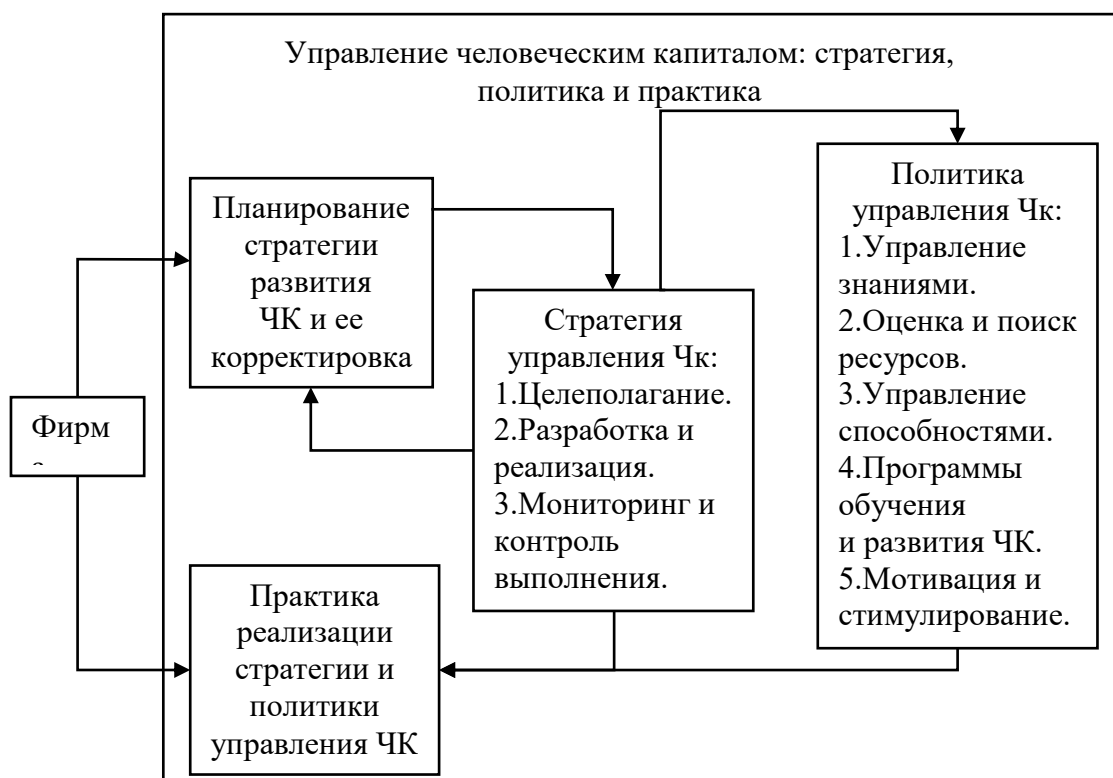 Управление человеческим капиталом: стратегия,
политика и практика
Планирование
стратегии
развития
ЧК и ее
корректировка
Стратегия
управления Чк:
1.Целеполагание.
2.Разработка и
реализация.
3.Мониторинг и
контроль
выполнения.
Политика
управления Чк:
1.Управление
знаниями.
2.Оценка и поиск
ресурсов.
3.Управление
способностями.
4.Программы
обучения
и развития ЧК.
5.Мотивация и
стимулирование.
Фирм
Практика
реализации
стратегии и
политики
управления ЧК